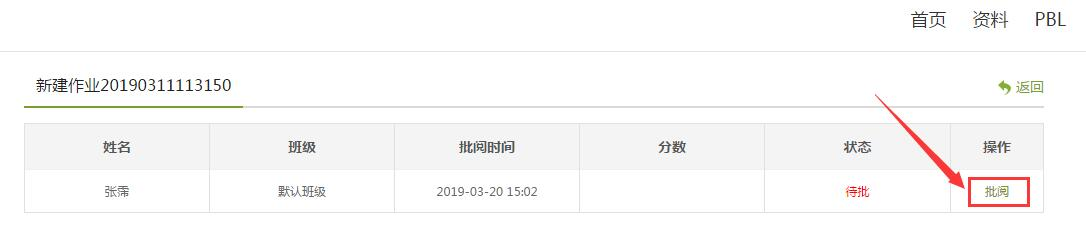 首页 资料 PBL
新建作业20190311113150 返回
姓名 班级 批阅时间 分数 状态 操作
张霈 默认班级 2019-03-20 15:02 待批 批阅